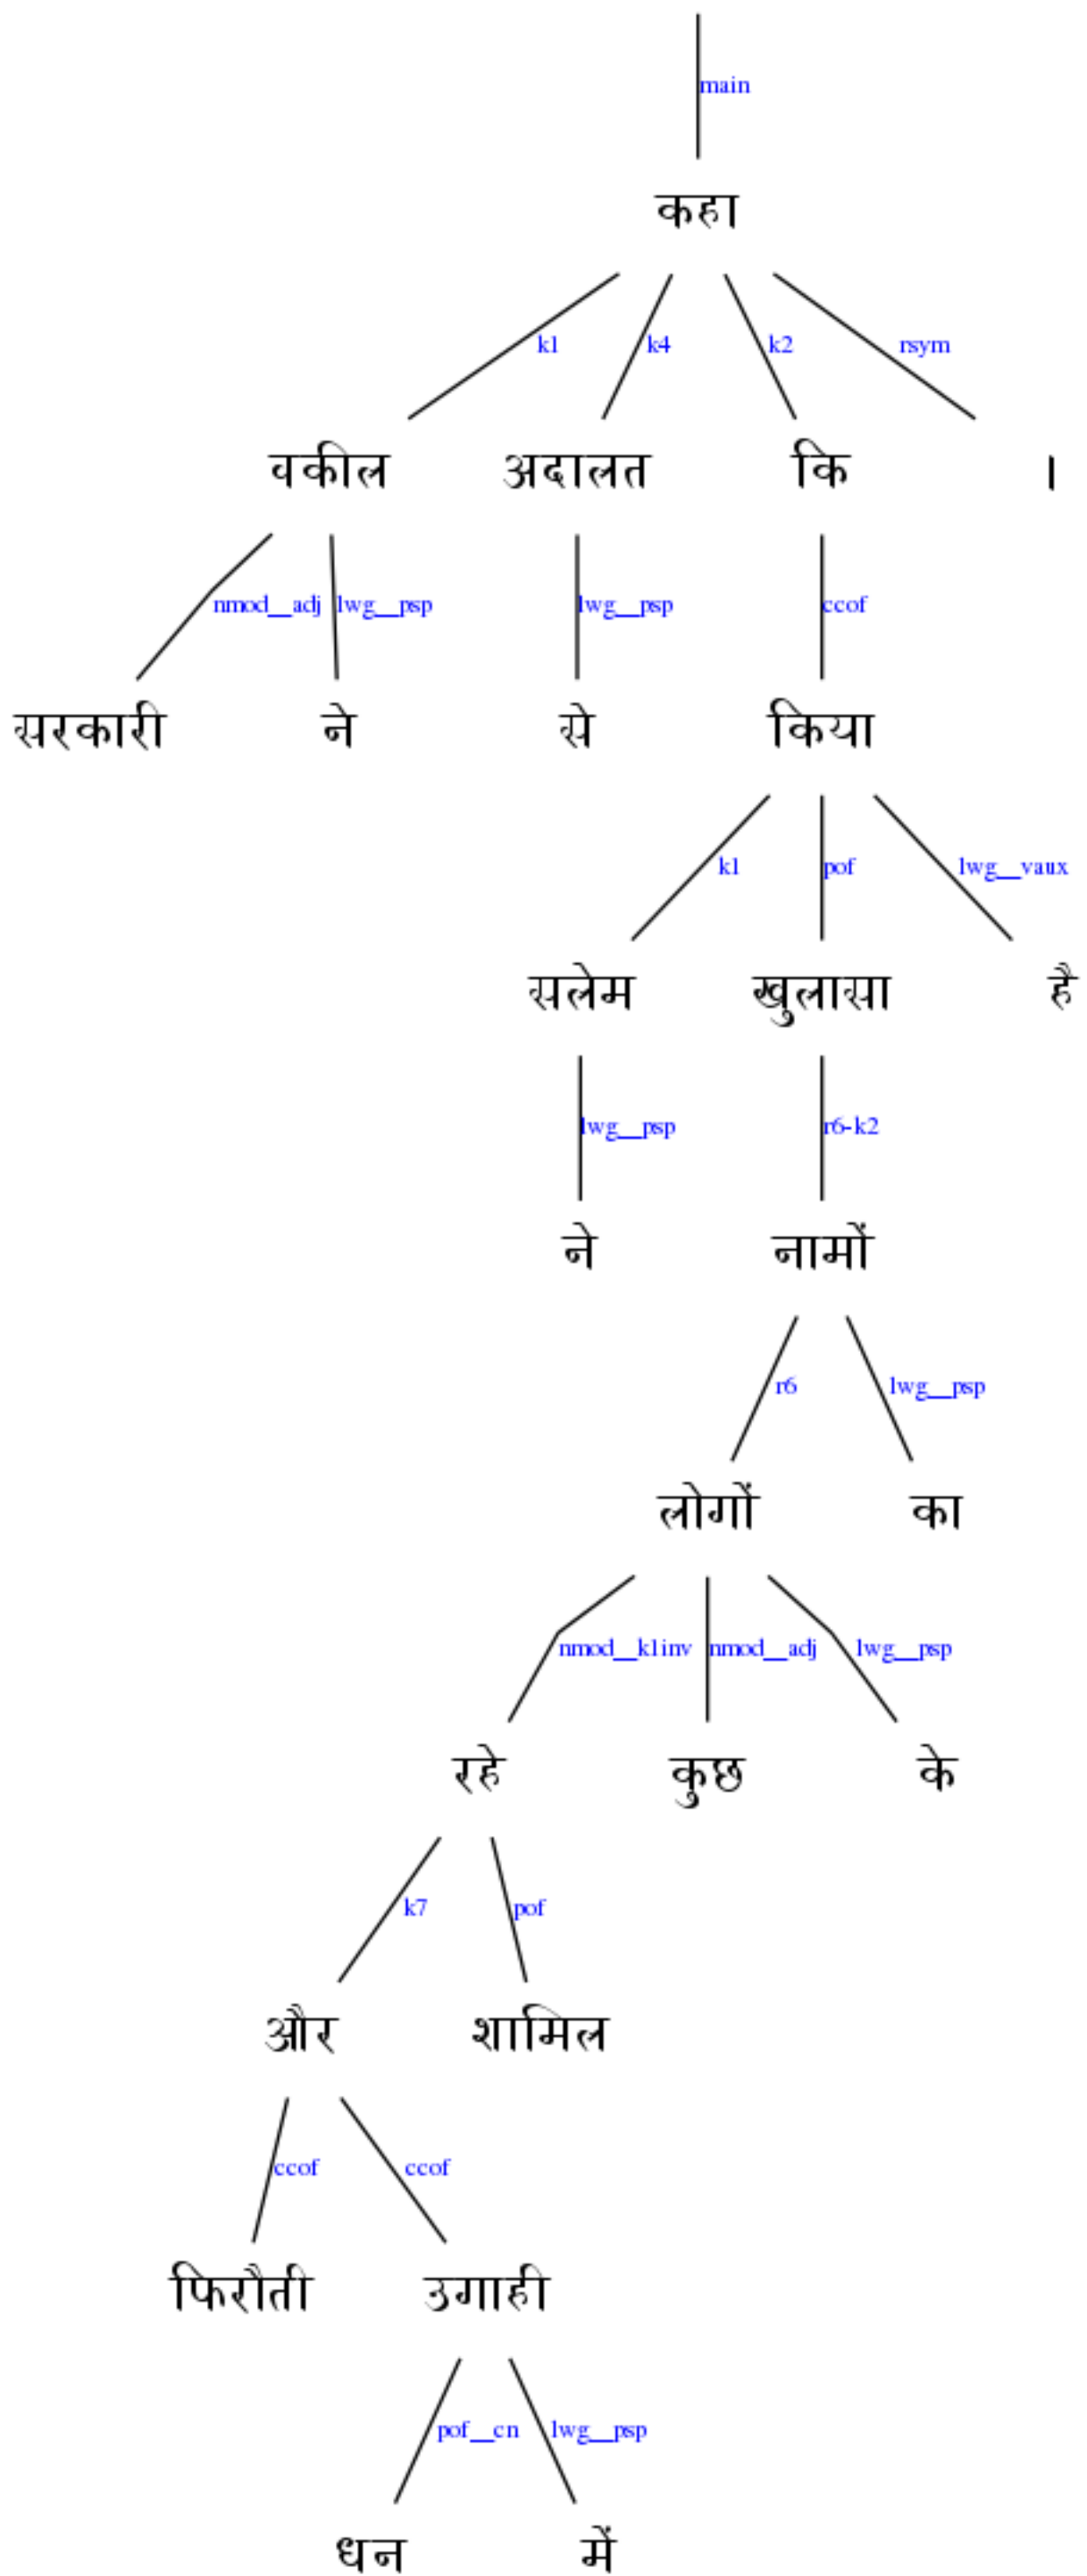 main
कहा
k1 k4 k2 rsym
वकील अदालत कि ।
nmod__adj lwg__psp lwg__psp ccof
सरकारी ने से किया
k1 pof lwg__vaux
सलेम खुलासा है
lwg__psp r6-k2
ने नामों
r6 lwg__psp
लोगों का
nmod__k1inv nmod__adj lwg__psp
रहे कुछ के
k7 pof
और शामिल
ccof ccof
फिरौती उगाही
pof__cn lwg__psp
धन में